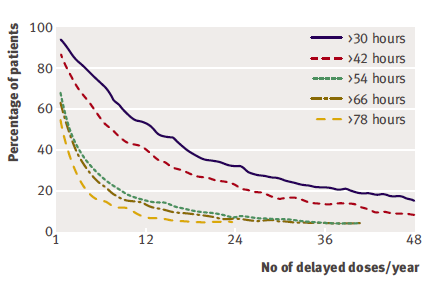 Percentage of patients
100
80
60
40
20
0
>30 hours
>42 hours
>54 hours
>66 hours
>78 hours
1
12
24
36
48
No of delayed doses/year